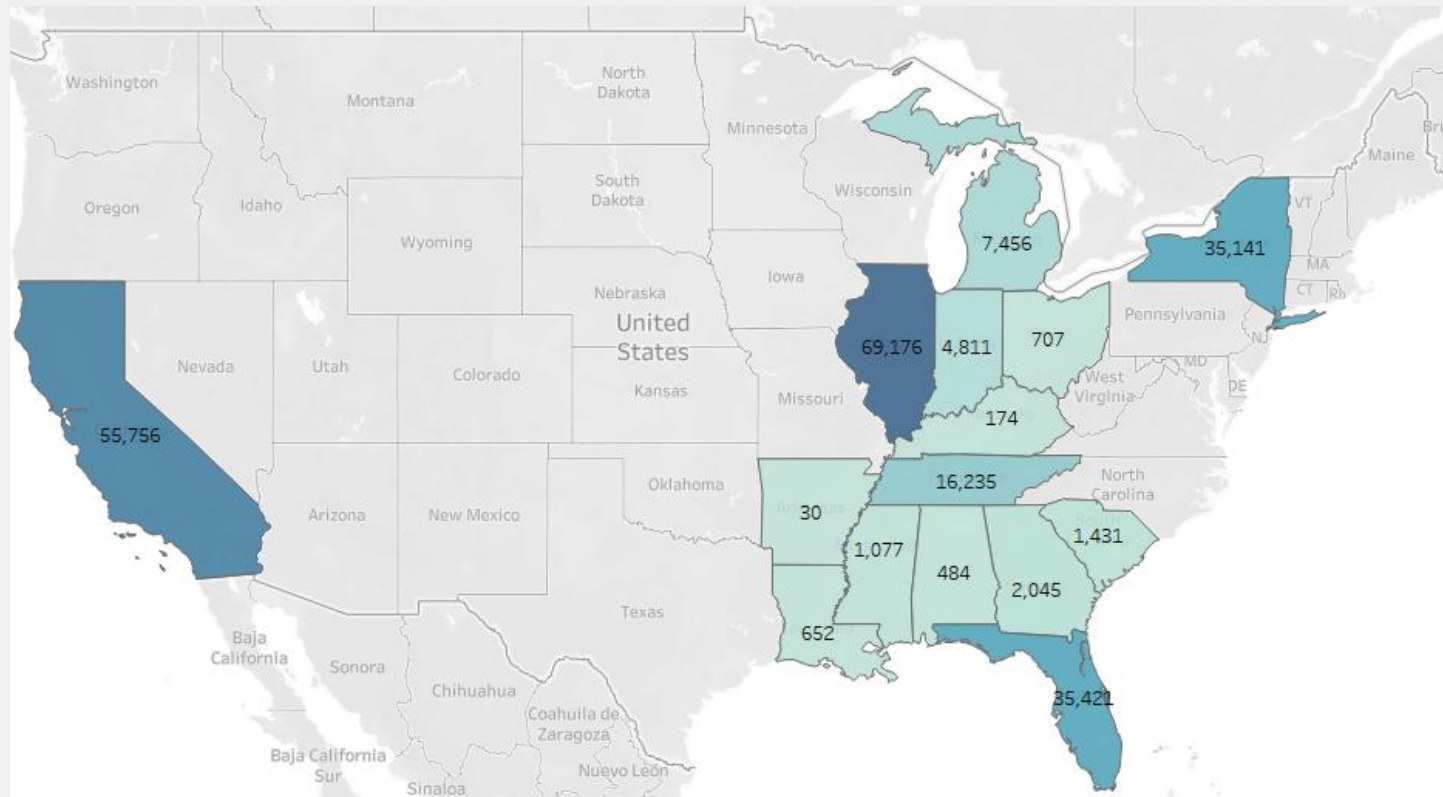 Washington
Montana
North
Dakota
Minnesota
Maine
Oregon
Idaho
South
Dakota
Wisconsin
VT
Wyoming
7,456
35,141
MA
Iowa
CT
RI
Nebraska
Pennsylvania
United
States
Nevada
Utah
Colorado
Kansas
Missouri
69,176
4,811
707
NJ
MD
DE
West
Virginia
174
55,756
Arizona
New Mexico
Oklahoma
16,235
North
Carolina
30
1,077
484
2,045
1,431
Texas
652
Baja
California
Sonora
Chihuahua
Coahuila de
Zaragoza
35,421
Baja California
Sur
Nuevo León
Sinaloa